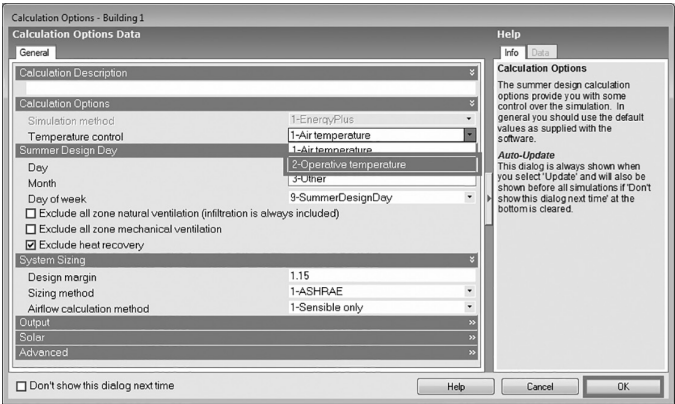 Calculation Options - Building 1
Calculation Options Data
General
Calculation Description
Calculation Options
Simulation method 1-EnergyPlus
Temperature control 1-Air temperature
1-Air temperature
Summer Design Day
2-Operative temperature
Day
3-Other
Month
Day of week 9-SummerDesignDay
Exclude all zone natural ventilation (infiltration is always included)
Exclude all zone mechanical ventilation
Exclude heat recovery
System Sizing
Design margin 1.15
Sizing method 1-ASHRAE
Airflow calculation method 1-Sensible only
Output
Solar
Advanced
Help
Info Data
Calculation Options
The summer design calculation
options provide you with some
control over the simulation. In
general you should use the default
values as supplied with the
software.
Auto-Update
This dialog is always shown when
you select 'Update' and will also be
shown before all simulations if 'Don't
show this dialog next time' at the
bottom is cleared.
Don't show this dialog next time
Help Cancel OK